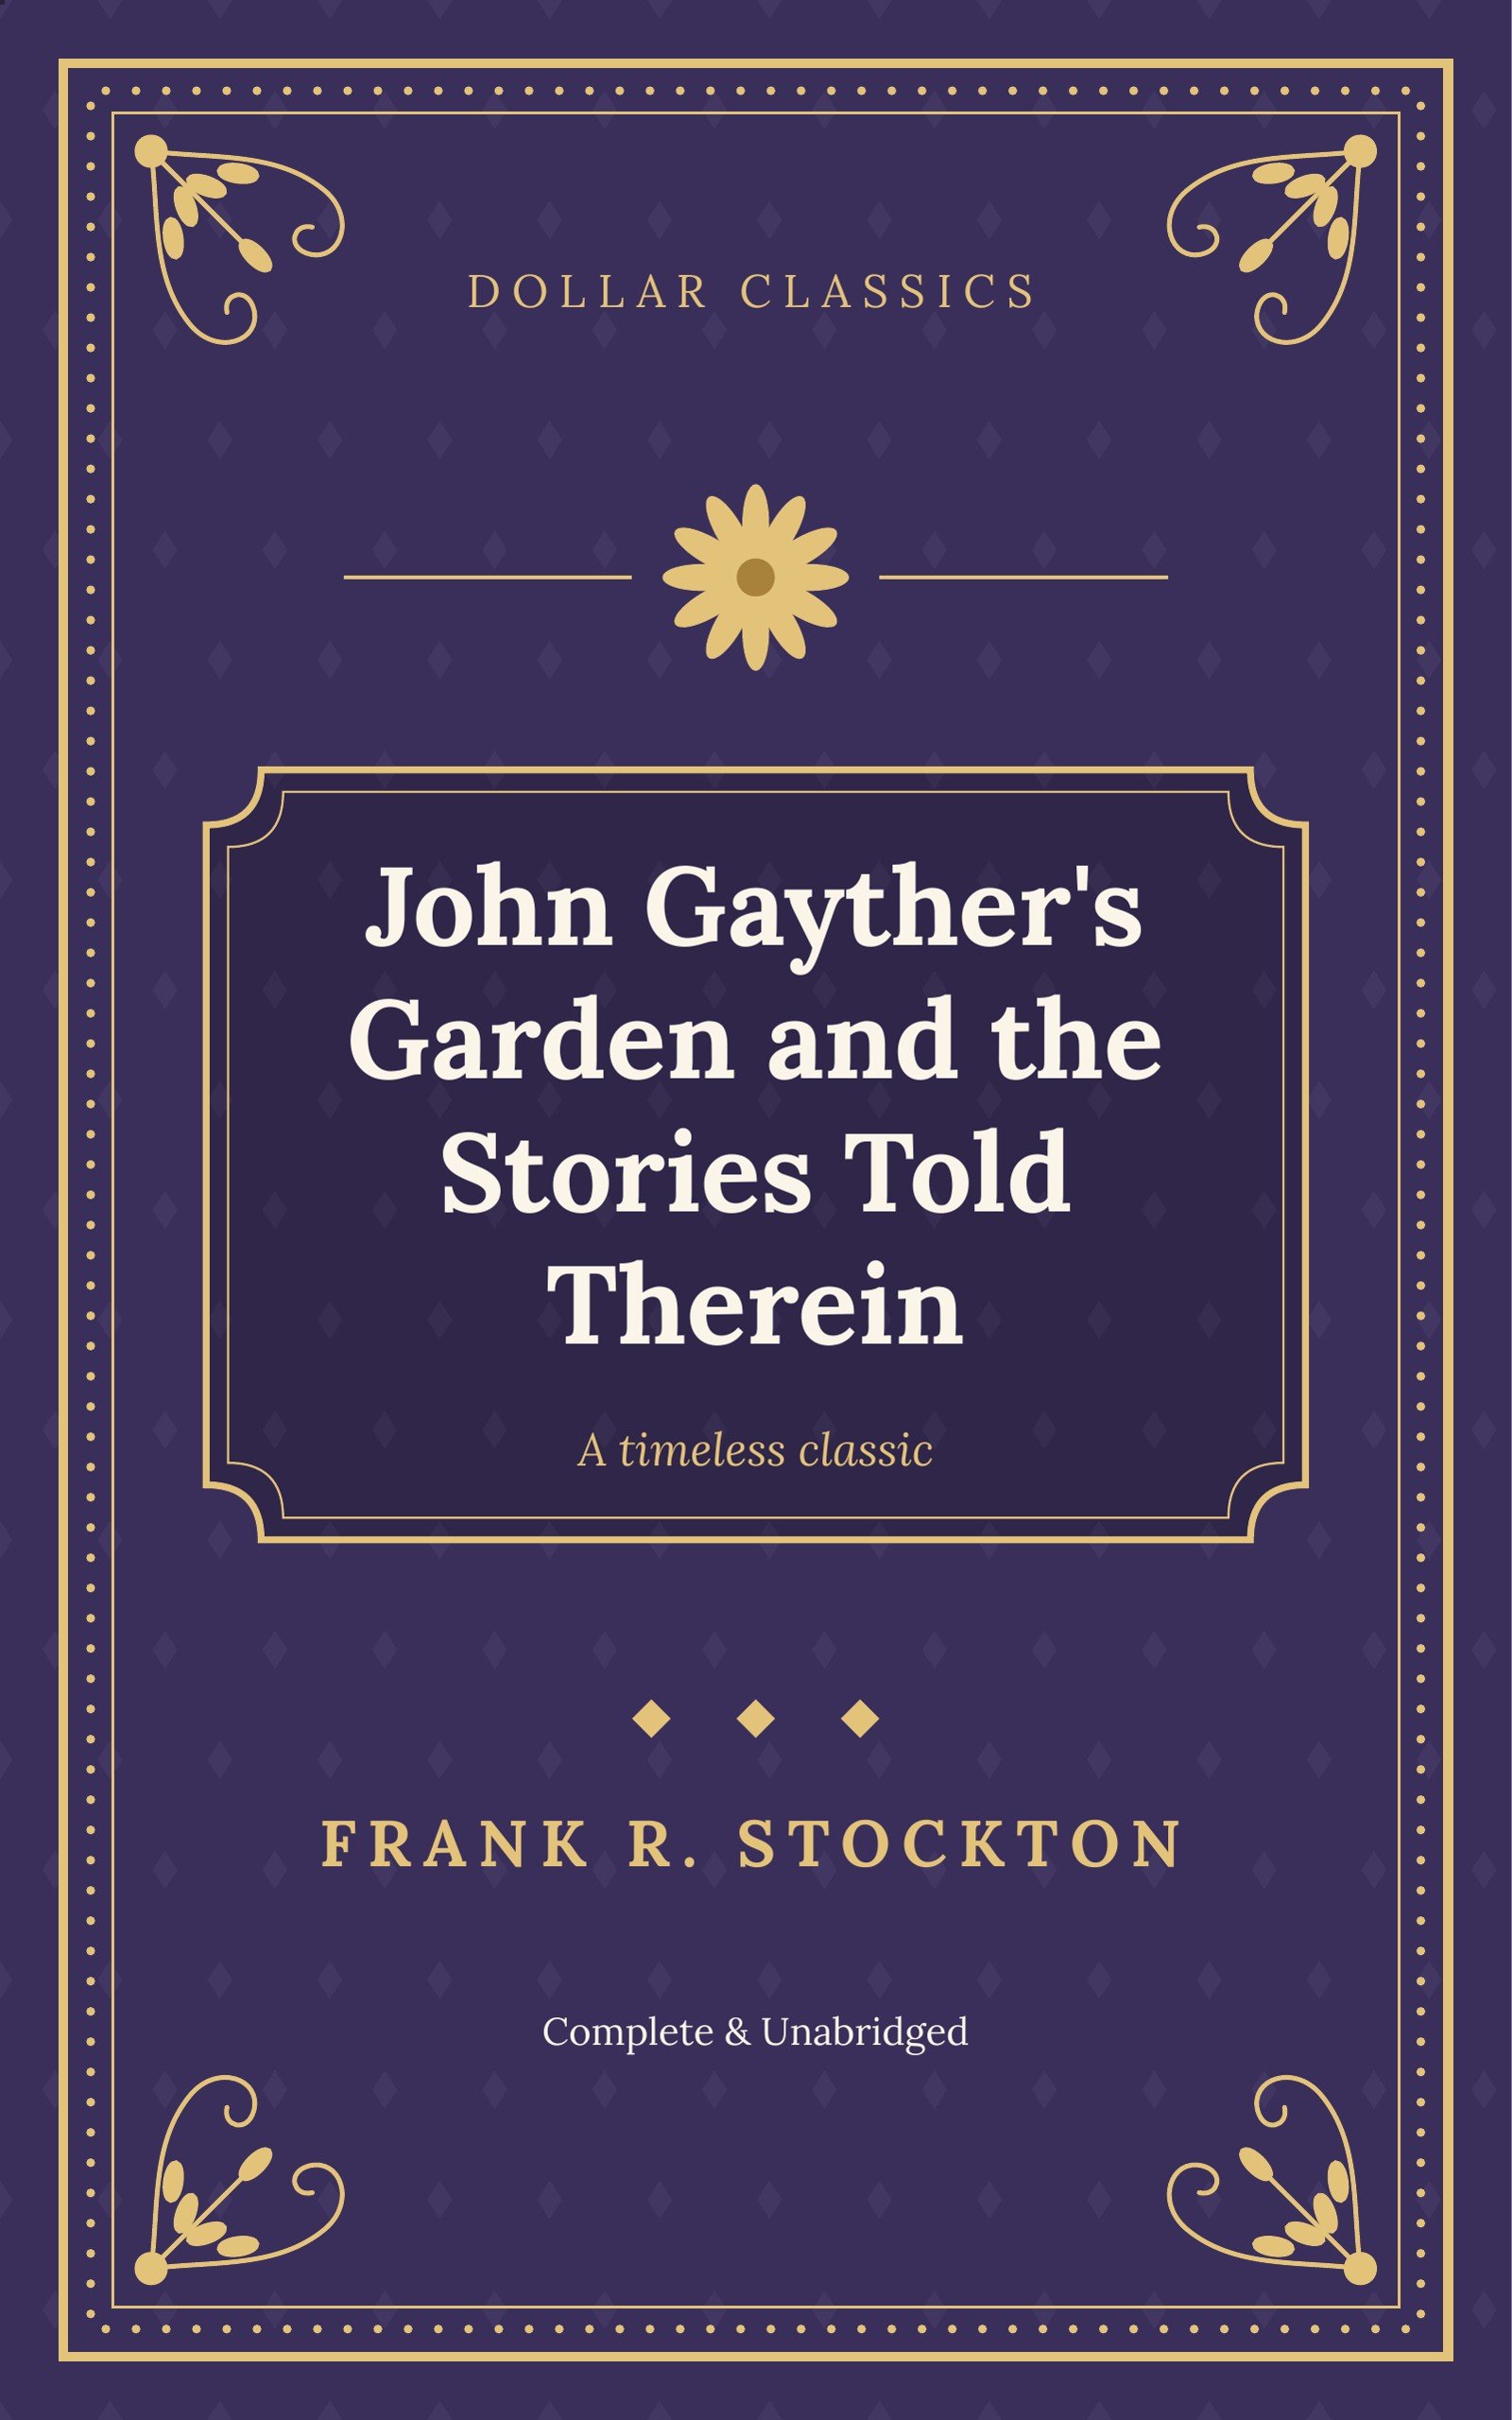 DOLLAR CLASSICS
John Gayther's
Garden and the
Stories Told
Therein
A timeless classic
FRANK R. STOCKTON
Complete & Unabridged